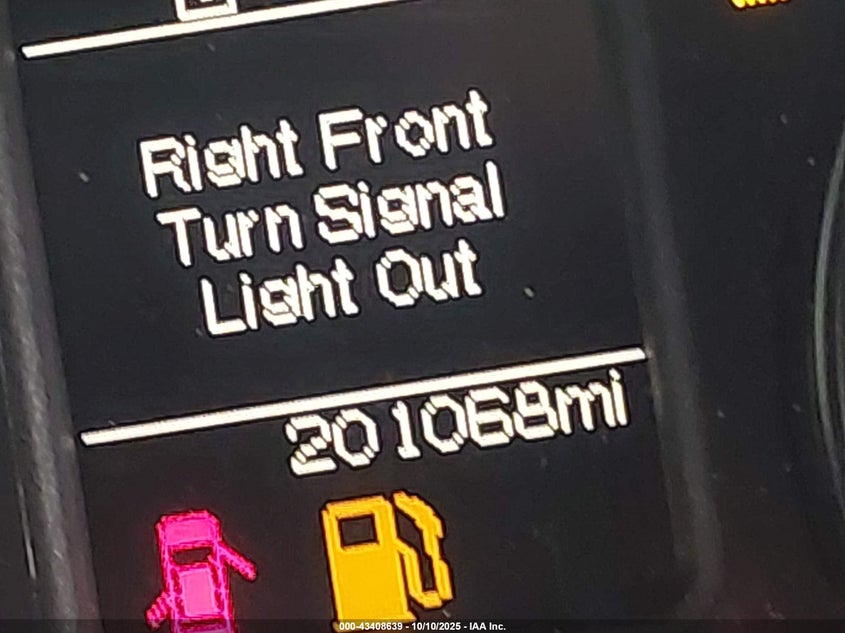 Right Front
Turn Signal
Light Out
201068mi
000-43408639 - 10/10/2025 - IAA Inc.